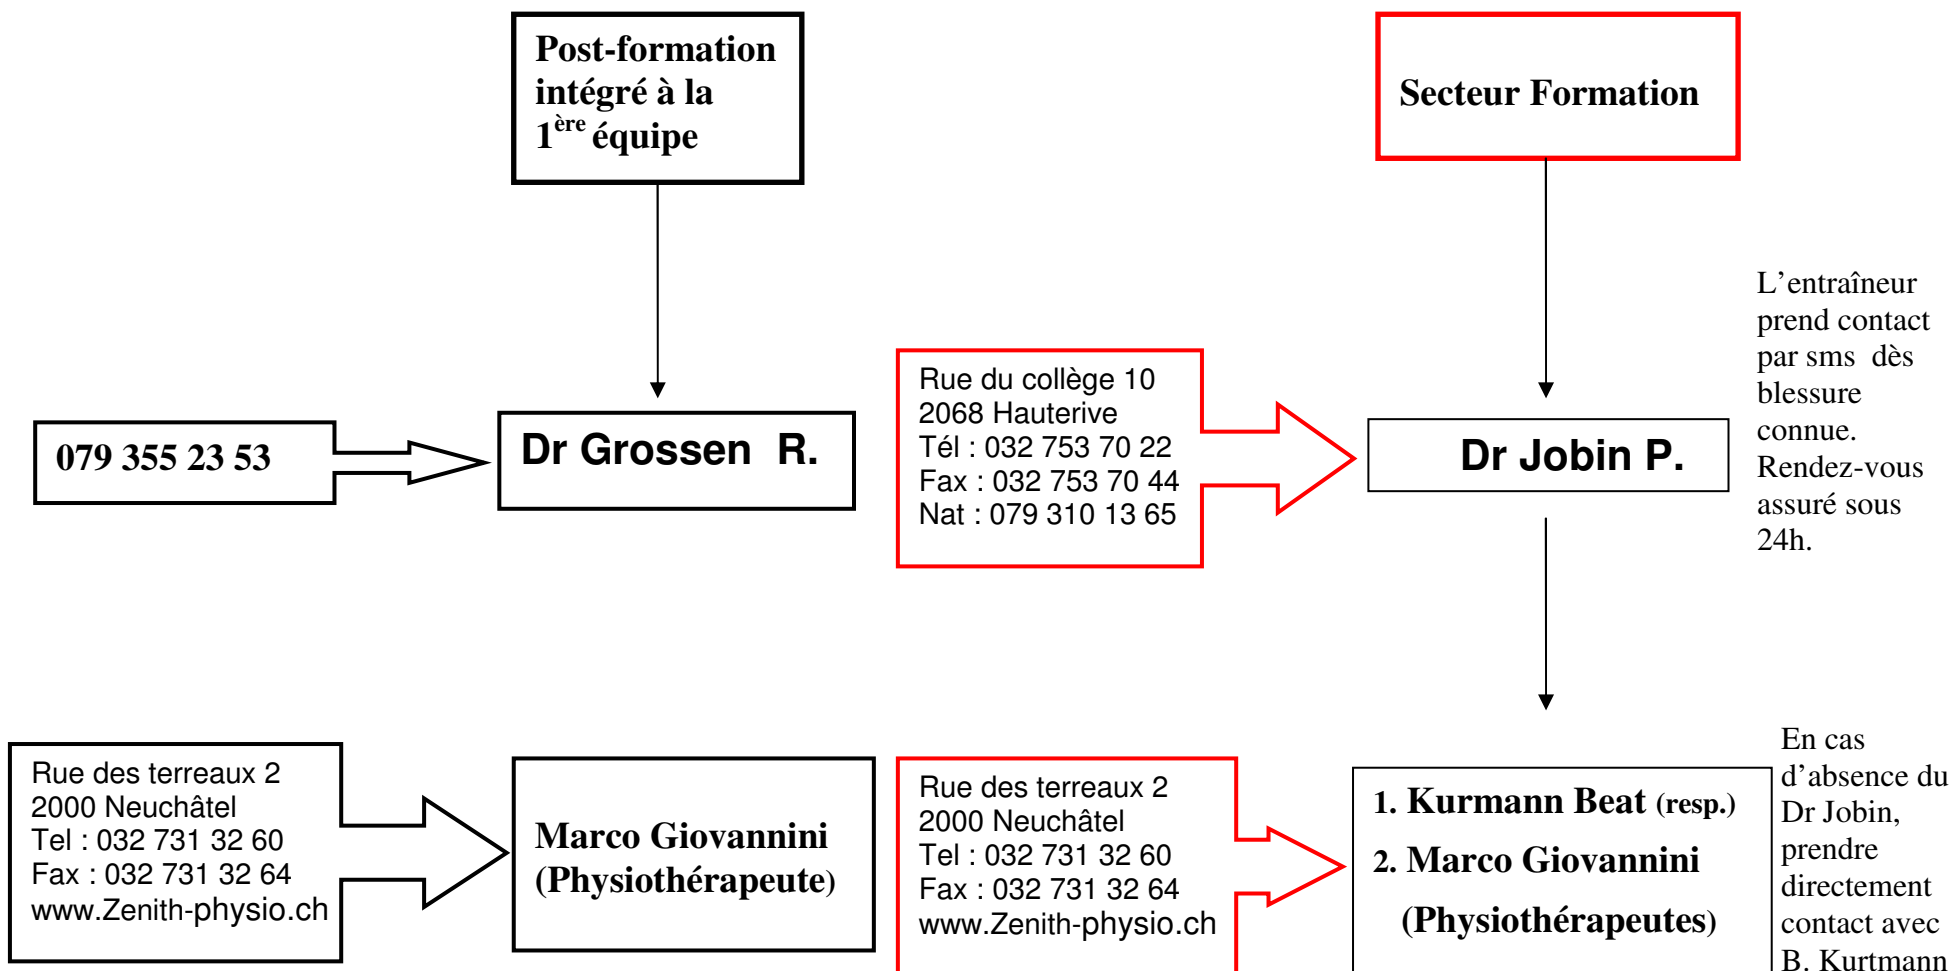 Post-formation
intégré à la
1ère équipe
Secteur Formation
L’entraîneur
prend contact
par sms  dès
blessure
connue.
Rendez-vous
assuré sous
24h.
079 355 23 53
Dr Grossen  R.
Rue du collège 10
2068 Hauterive
Tél : 032 753 70 22
Fax : 032 753 70 44
Nat : 079 310 13 65
Dr Jobin P.
Rue des terreaux 2
2000 Neuchâtel
Tel : 032 731 32 60
Fax : 032 731 32 64
www.Zenith-physio.ch
Marco Giovannini
(Physiothérapeute)
Rue des terreaux 2
2000 Neuchâtel
Tel : 032 731 32 60
Fax : 032 731 32 64
www.Zenith-physio.ch
1. Kurmann Beat (resp.)
2. Marco Giovannini
(Physiothérapeutes)
En cas
d’absence du
Dr Jobin,
prendre
directement
contact avec
B. Kurtmann